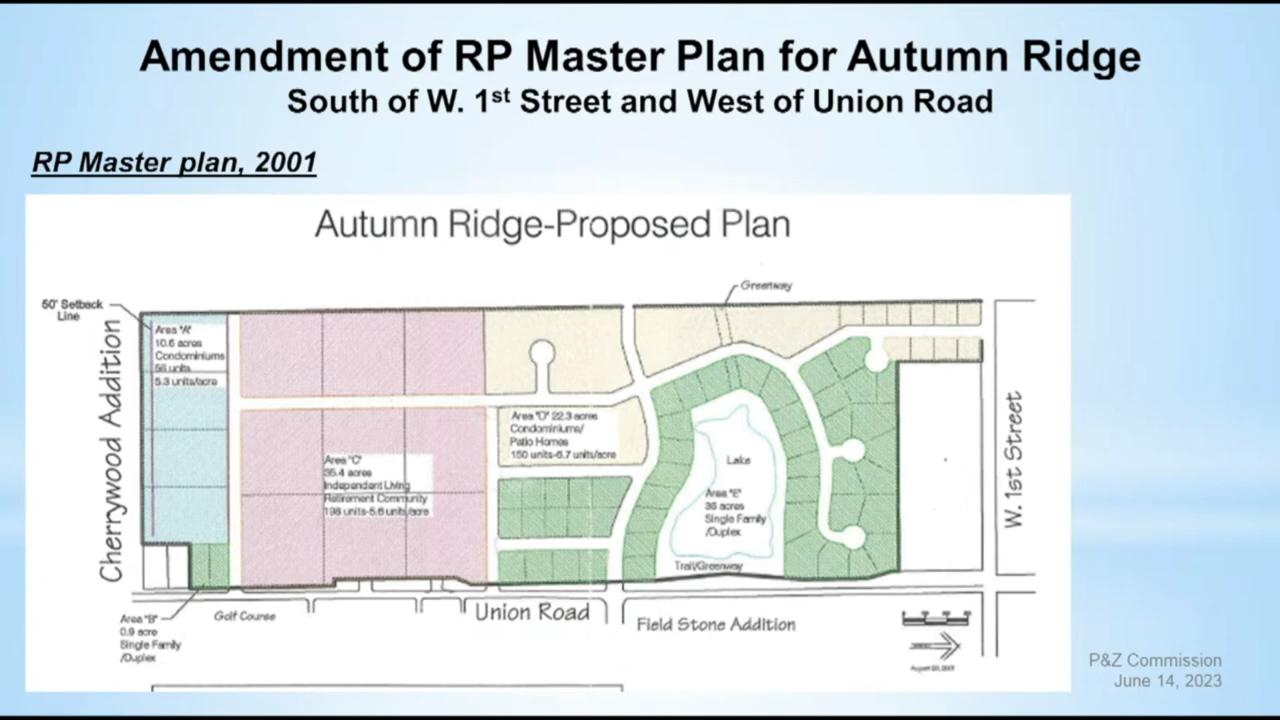 Amendment of RP Master Plan for Autumn Ridge
South of W. 1st Street and West of Union Road
RP Master plan, 2001
Autumn Ridge-Proposed Plan
Greenway
50' Setback
Line
Cherrywood Addition
Area "A"
10.6 acres
Condominiums
56 units
5.3 units/acre
Area "D" 22.3 acres
Condominiums/
Patio Homes
150 units-6.7 units/acre
Area "C"
35.4 acres
Independent Living
Retirement Community
198 units-5.6 units/acre
Lake
Area "E"
36 acres
Single Family
/Duplex
Trail/Greenway
W. 1st Street
Area "B"
0.9 acre
Single Family
/Duplex
Golf Course
Union Road
Field Stone Addition
P&Z Commission
June 14, 2023